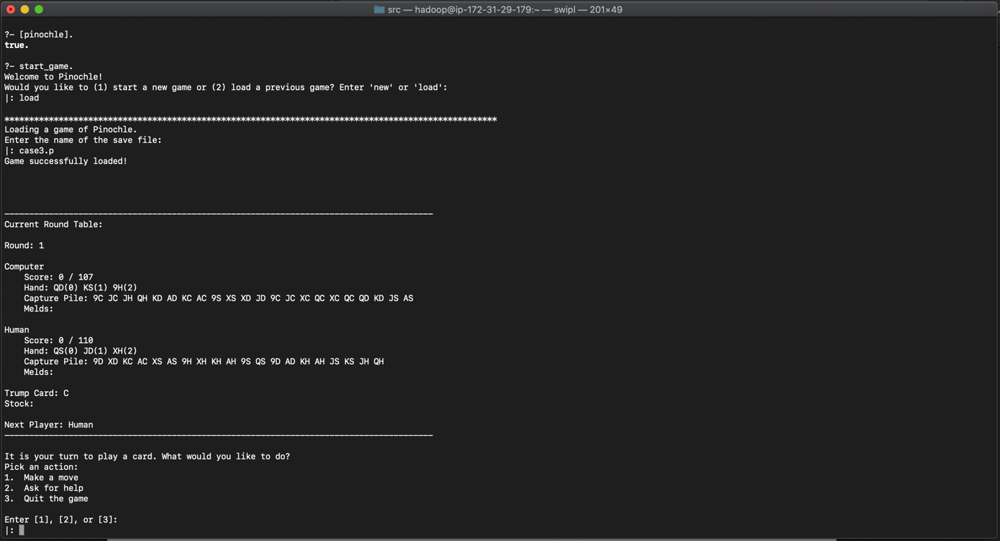 src — hadoop@ip-172-31-29-179:~ — swipl — 201×49
?- [pinochle].
true.
?- start_game.
Welcome to Pinochle!
Would you like to (1) start a new game or (2) load a previous game? Enter 'new' or 'load':
|: load
****************************************************************************************************
Loading a game of Pinochle.
Enter the name of the save file:
|: case3.p
Game successfully loaded!
_______________________________________________________________________________________
Current Round Table:
Round: 1
Computer
Score: 0 / 107
Hand: QD(0) KS(1) 9H(2)
Capture Pile: 9C JC JH QH KD AD KC AC 9S XS XD JD 9C JC XC QC XC QC QD KD JS AS
Melds:
Human
Score: 0 / 110
Hand: QS(0) JD(1) XH(2)
Capture Pile: 9D XD KC AC XS AS 9H XH KH AH 9S QS 9D AD KH AH JS KS JH QH
Melds:
Trump Card: C
Stock:
Next Player: Human
_______________________________________________________________________________________
It is your turn to play a card. What would you like to do?
Pick an action:
1.  Make a move
2.  Ask for help
3.  Quit the game
Enter [1], [2], or [3]:
|: